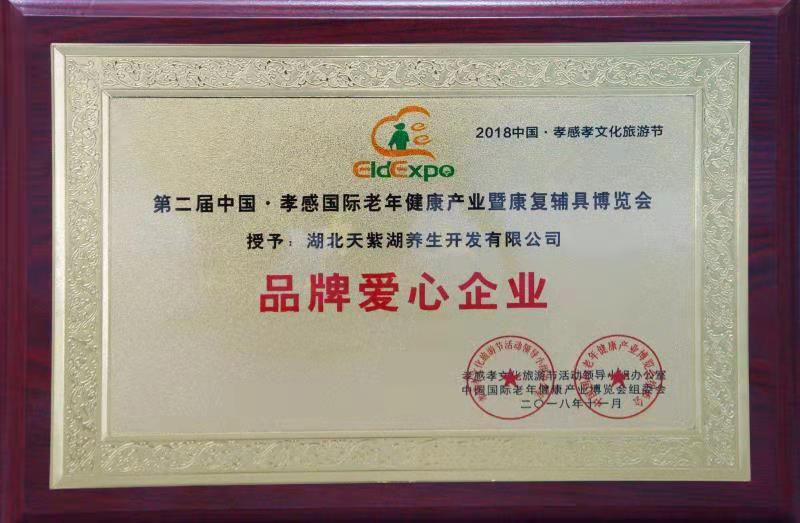 2018中国·孝感孝文化旅游节
EldExpo
第二届中国·孝感国际老年健康产业暨康复辅具博览会
授予：湖北天紫湖养生开发有限公司
品牌爱心企业
孝感孝文化旅游节活动领导小组办公室
中国国际老年健康产业博览会组委会
二〇一八年十一月